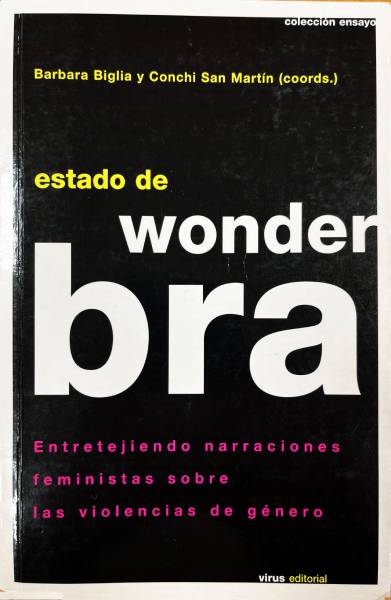 colección ensayo
Barbara Biglia y Conchi San Martín (coords.)
estado de
wonder
bra
Entretejiendo narraciones
feministas sobre
las violencias de género
virus editorial